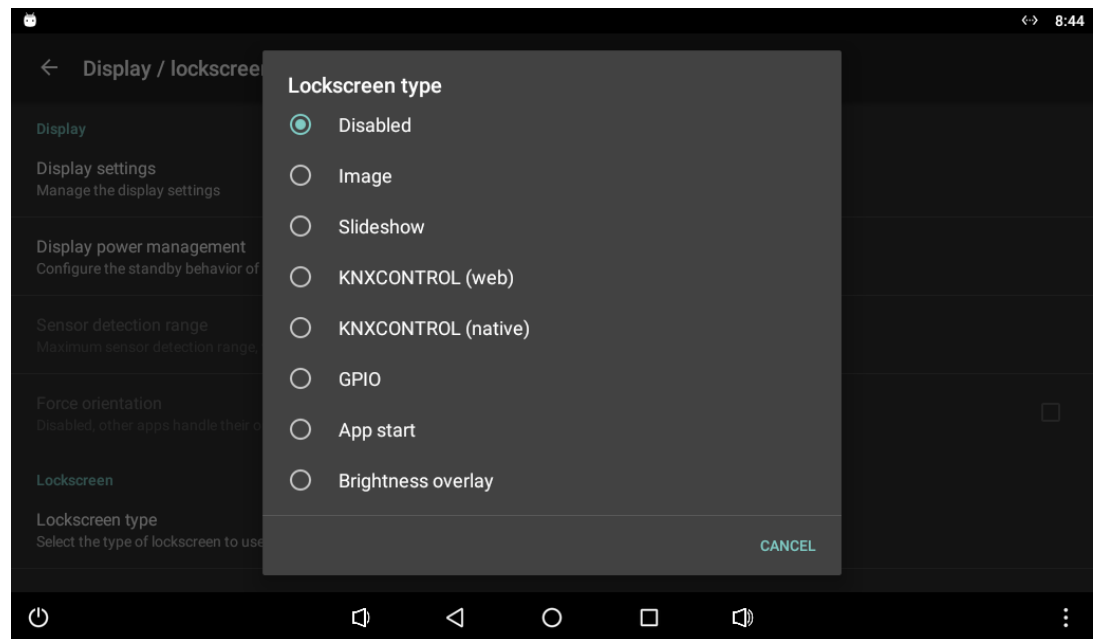 8:44
Display / lockscree
Lockscreen type
Disabled
Image
Slideshow
KNXCONTROL (web)
KNXCONTROL (native)
GPIO
App start
Brightness overlay
CANCEL
Display
Display settings
Manage the display settings
Display power management
Configure the standby behavior of
Sensor detection range
Maximum sensor detection range,
Force orientation
Disabled, other apps handle their o
Lockscreen
Lockscreen type
Select the type of lockscreen to use